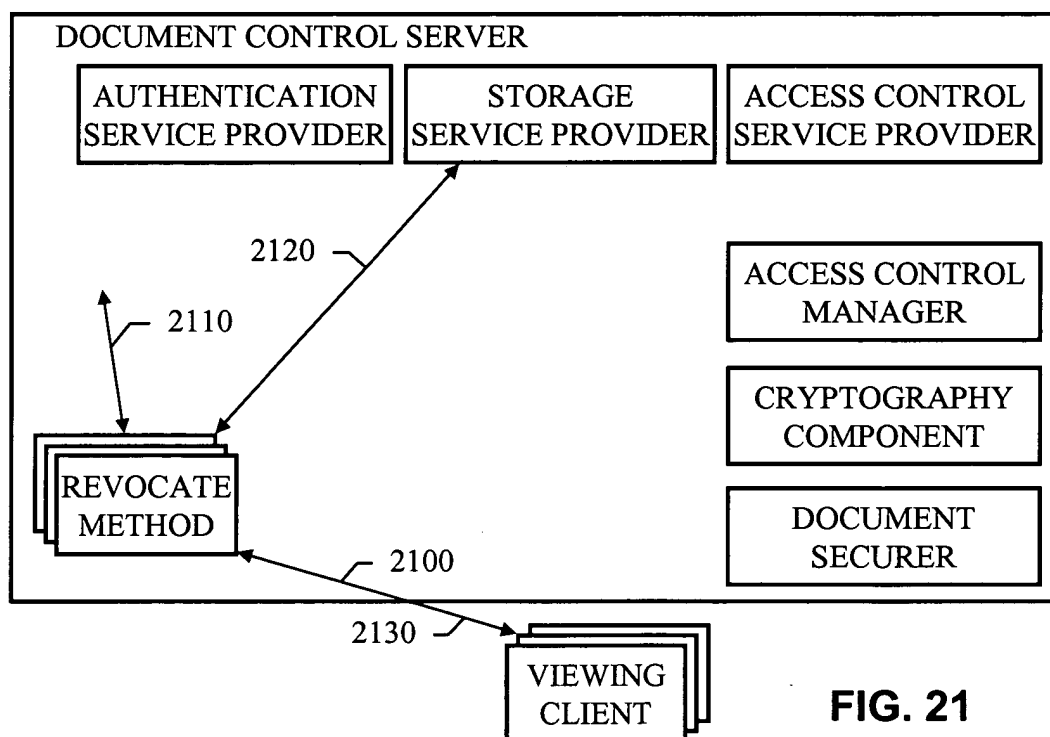 DOCUMENT CONTROL SERVER
AUTHENTICATION
SERVICE PROVIDER
STORAGE
SERVICE PROVIDER
ACCESS CONTROL
SERVICE PROVIDER
2120
2110
ACCESS CONTROL
MANAGER
CRYPTOGRAPHY
COMPONENT
REVOCATE
METHOD
DOCUMENT
SECURER
2100
2130
VIEWING
CLIENT
FIG. 21